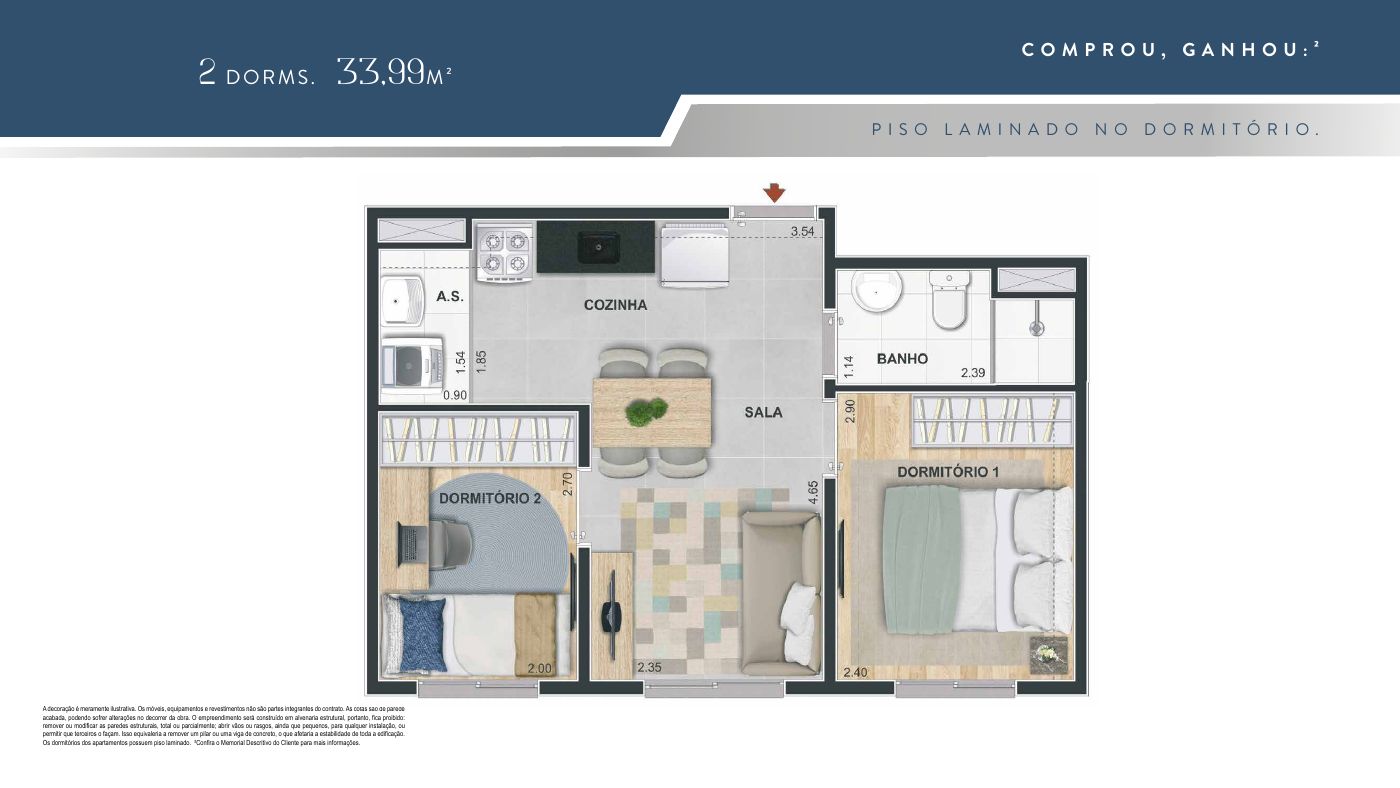 2 DORMS. 33,99M²
COMPROU, GANHOU:²
PISO LAMINADO NO DORMITÓRIO.
3.54
A.S.
COZINHA
1.54
1.85
0.90
BANHO
1.14
2.39
SALA
2.90
DORMITÓRIO 1
DORMITÓRIO 2
2.70
4.65
2.00
2.35
2.40
A decoração é meramente ilustrativa. Os móveis, equipamentos e revestimentos não são partes integrantes do contrato. As cotas sao de parede
acabada, podendo sofrer alterações no decorrer da obra. O empreendimento será construído em alvenaria estrutural, portanto, fica proibido:
remover ou modificar as paredes estruturais, total ou parcialmente; abrir vãos ou rasgos, ainda que pequenos, para qualquer instalação, ou
permitir que terceiros o façam. Isso equivaleria a remover um pilar ou uma viga de concreto, o que afetaria a estabilidade de toda a edificação.
Os dormitórios dos apartamentos possuem piso laminado. ²Confira o Memorial Descritivo do Cliente para mais informações.